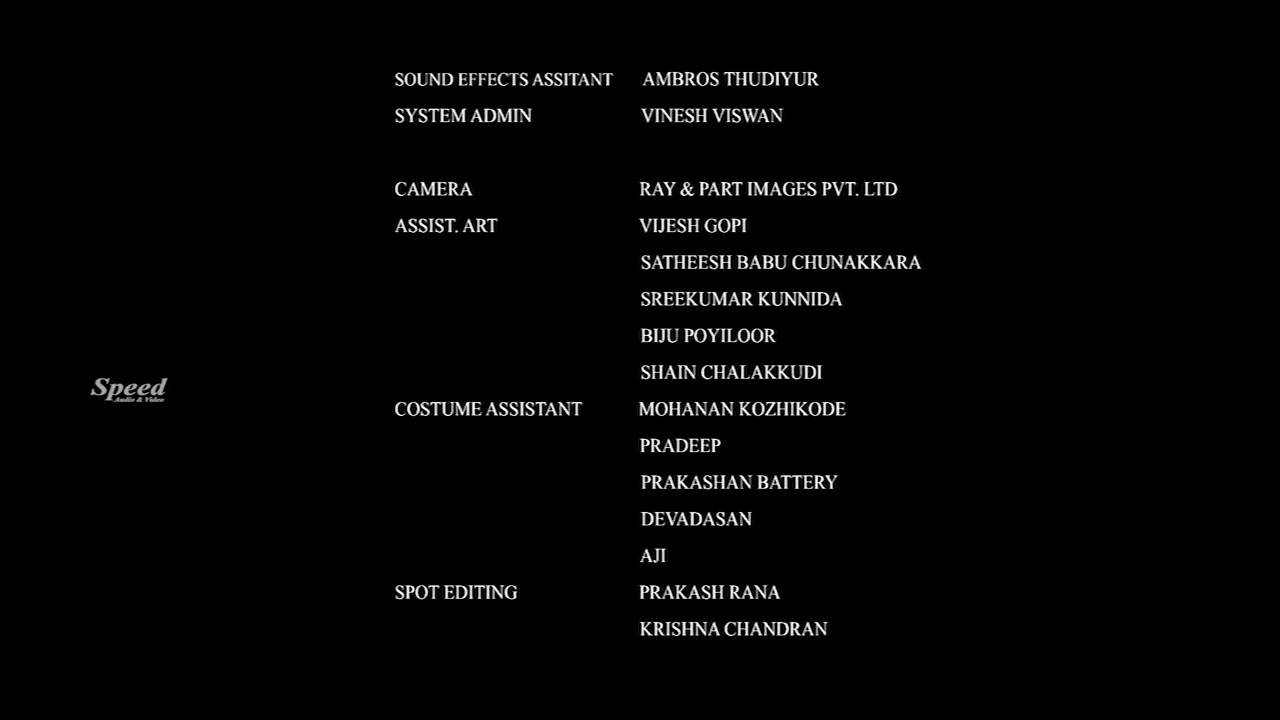 SOUND EFFECTS ASSITANT AMBROS THUDIYUR
SYSTEM ADMIN VINESH VISWAN
CAMERA RAY & PART IMAGES PVT. LTD
ASSIST. ART VIJESH GOPI
SATHEESH BABU CHUNAKKARA
SREEKUMAR KUNNIDA
BIJU POYILOOR
SHAIN CHALAKKUDI
Speed
Audio & Video
COSTUME ASSISTANT MOHANAN KOZHIKODE
PRADEEP
PRAKASHAN BATTERY
DEVADASAN
AJI
SPOT EDITING PRAKASH RANA
KRISHNA CHANDRAN